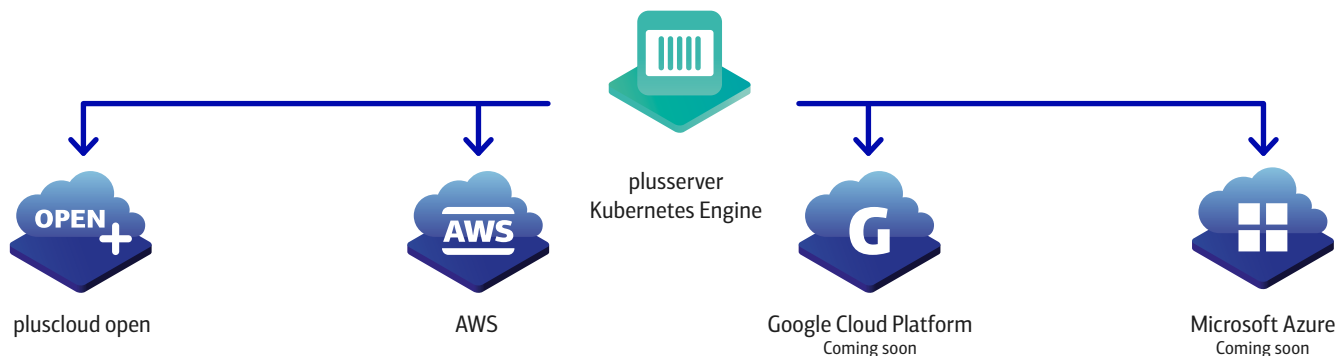 plusserver
Kubernetes Engine
OPEN+
AWS
G
pluscloud open
AWS
Google Cloud Platform
Coming soon
Microsoft Azure
Coming soon